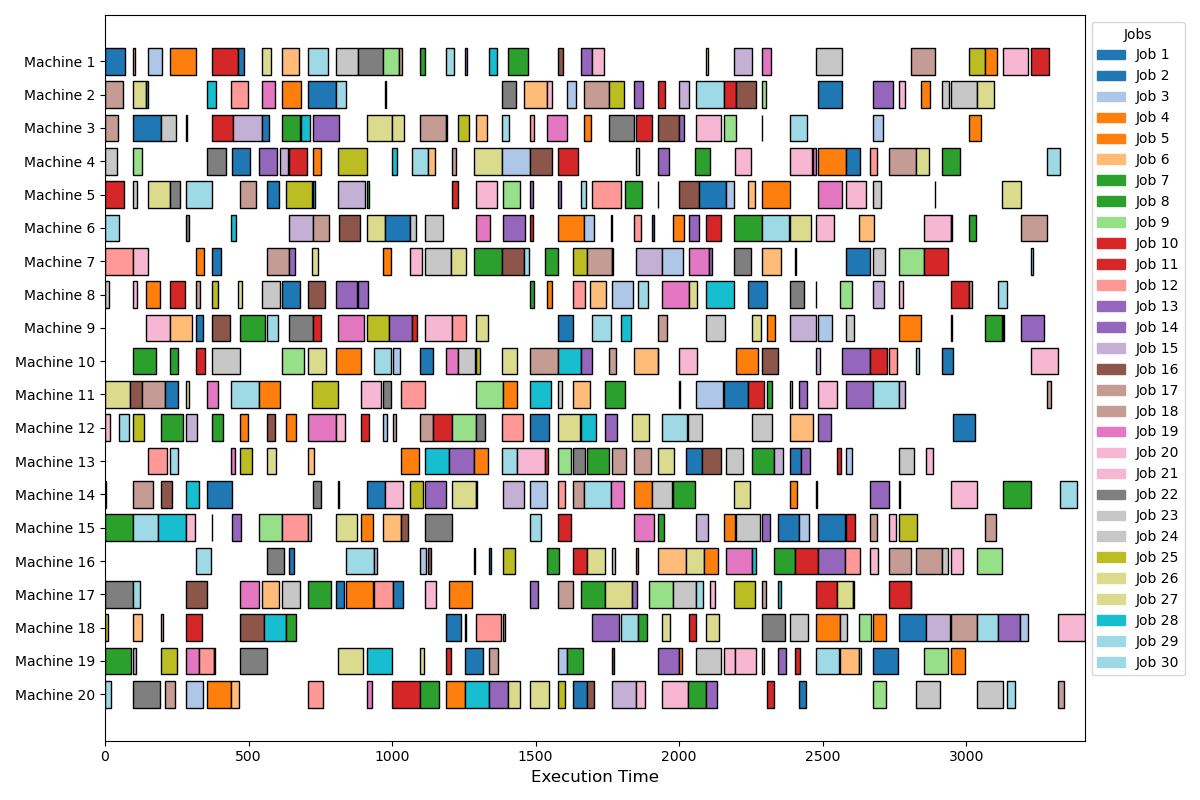 Machine 1
Machine 2
Machine 3
Machine 4
Machine 5
Machine 6
Machine 7
Machine 8
Machine 9
Machine 10
Machine 11
Machine 12
Machine 13
Machine 14
Machine 15
Machine 16
Machine 17
Machine 18
Machine 19
Machine 20
0 500 1000 1500 2000 2500 3000
Execution Time
Jobs
Job 1
Job 2
Job 3
Job 4
Job 5
Job 6
Job 7
Job 8
Job 9
Job 10
Job 11
Job 12
Job 13
Job 14
Job 15
Job 16
Job 17
Job 18
Job 19
Job 20
Job 21
Job 22
Job 23
Job 24
Job 25
Job 26
Job 27
Job 28
Job 29
Job 30